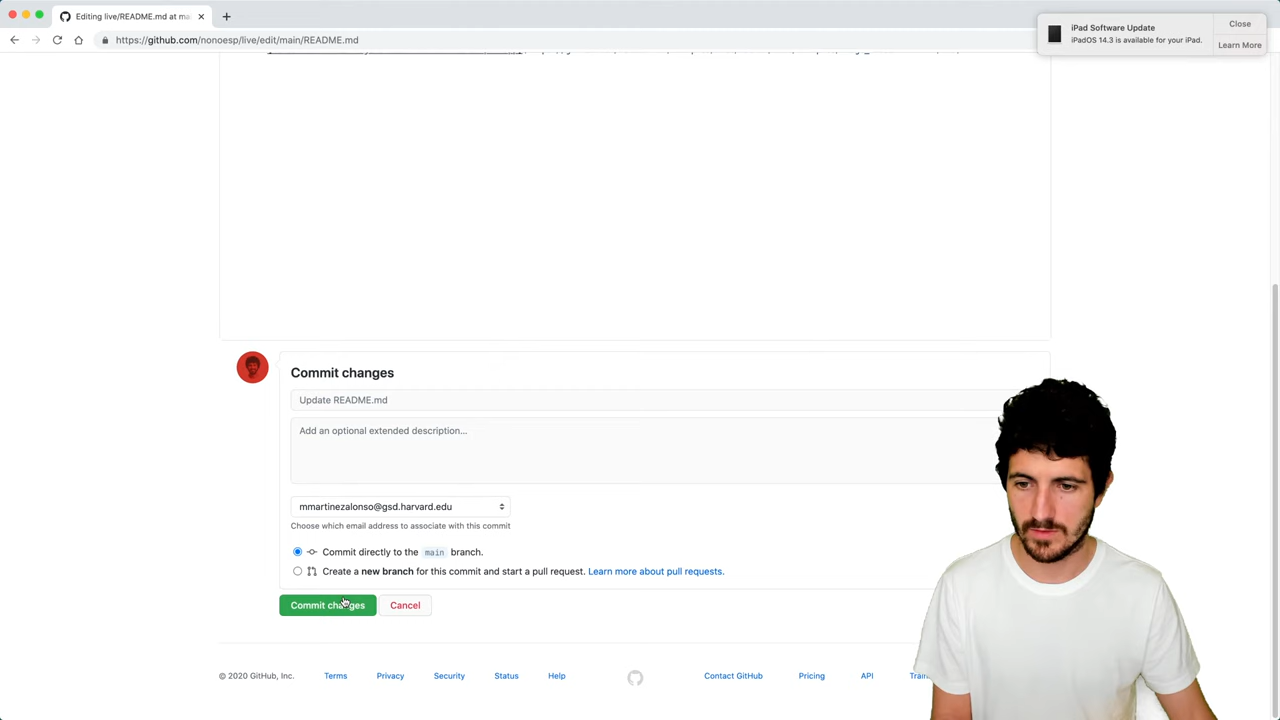 Editing live/README.md at ma
https://github.com/nonoesp/live/edit/main/README.md
iPad Software Update
iPadOS 14.3 is available for your iPad.
Close
Learn More
Commit changes
Update README.md
Add an optional extended description...
mmartinezalonso@gsd.harvard.edu
Choose which email address to associate with this commit
Commit directly to the main branch.
Create a new branch for this commit and start a pull request. Learn more about pull requests.
Commit changes Cancel
© 2020 GitHub, Inc. Terms Privacy Security Status Help Contact GitHub Pricing API